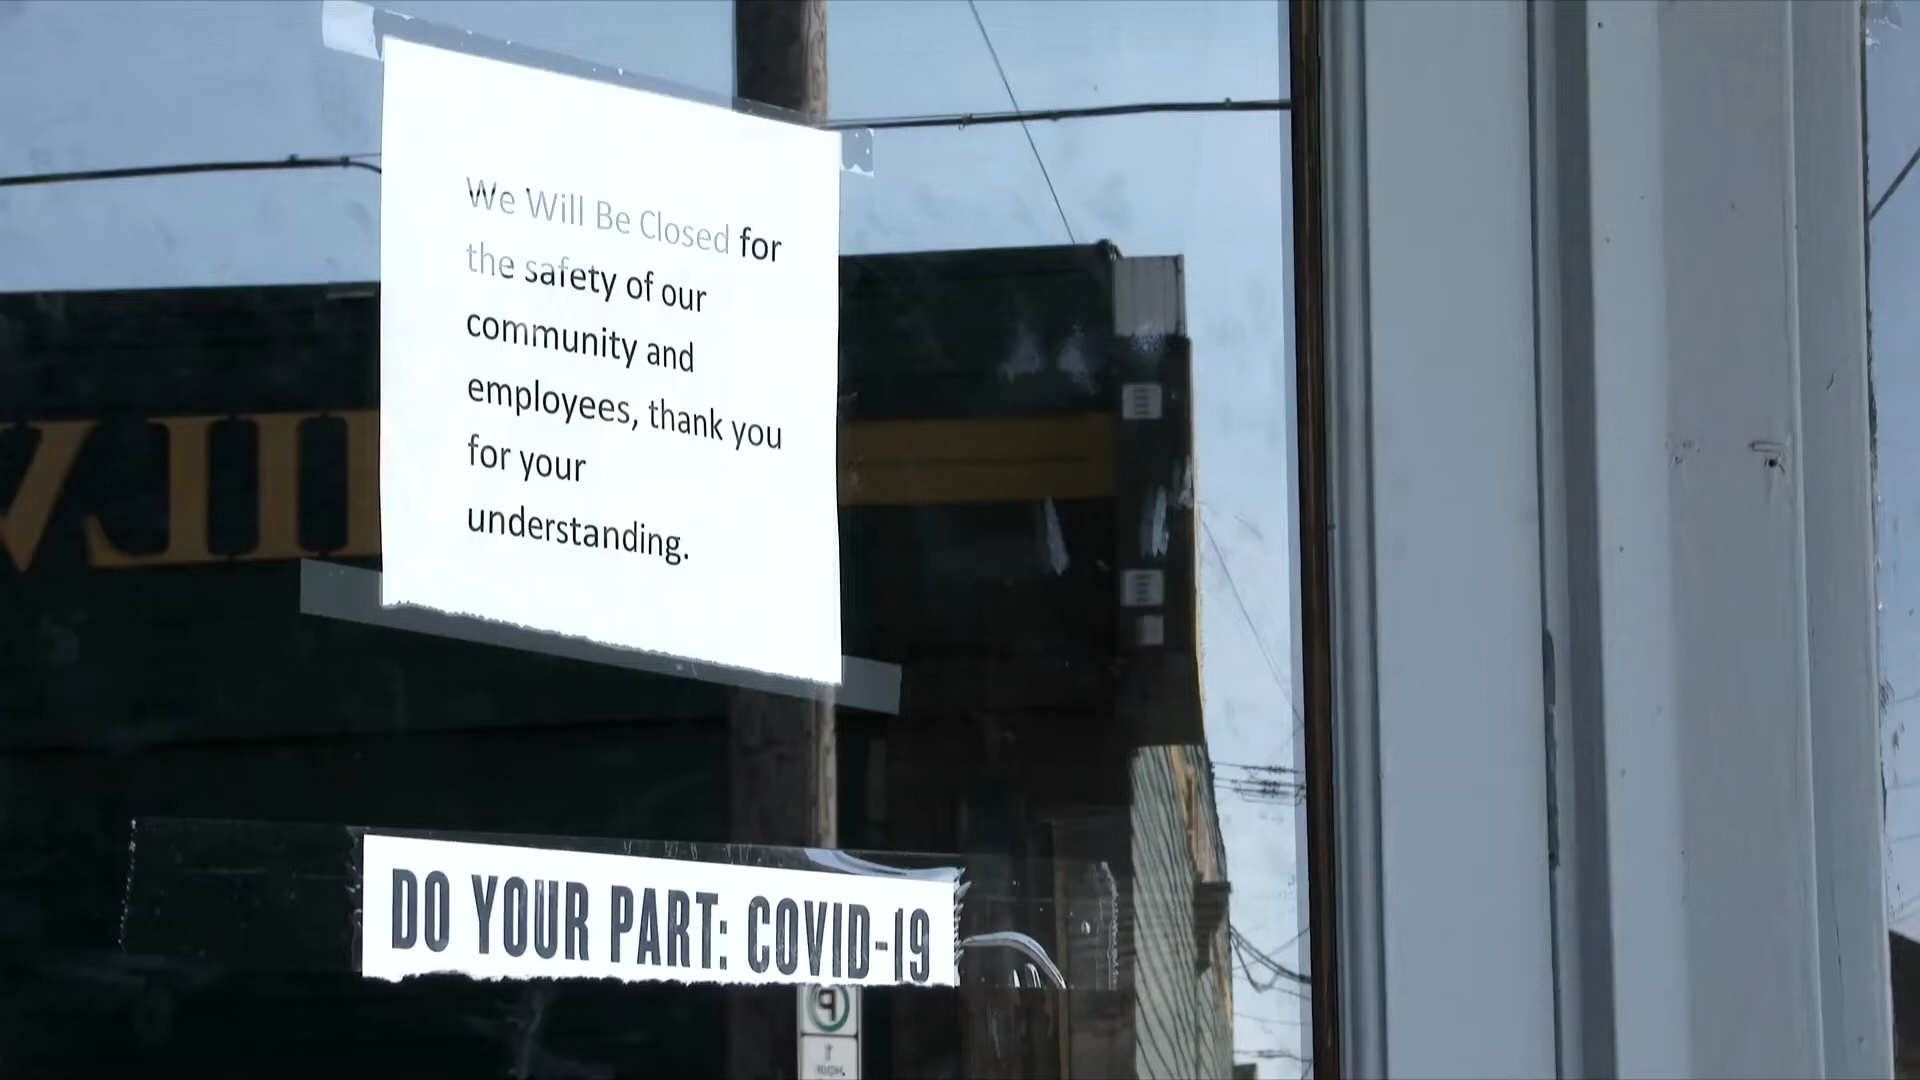 We Will Be Closed for
the safety of our
community and
employees, thank you
for your
understanding.
DO YOUR PART: COVID-19
P